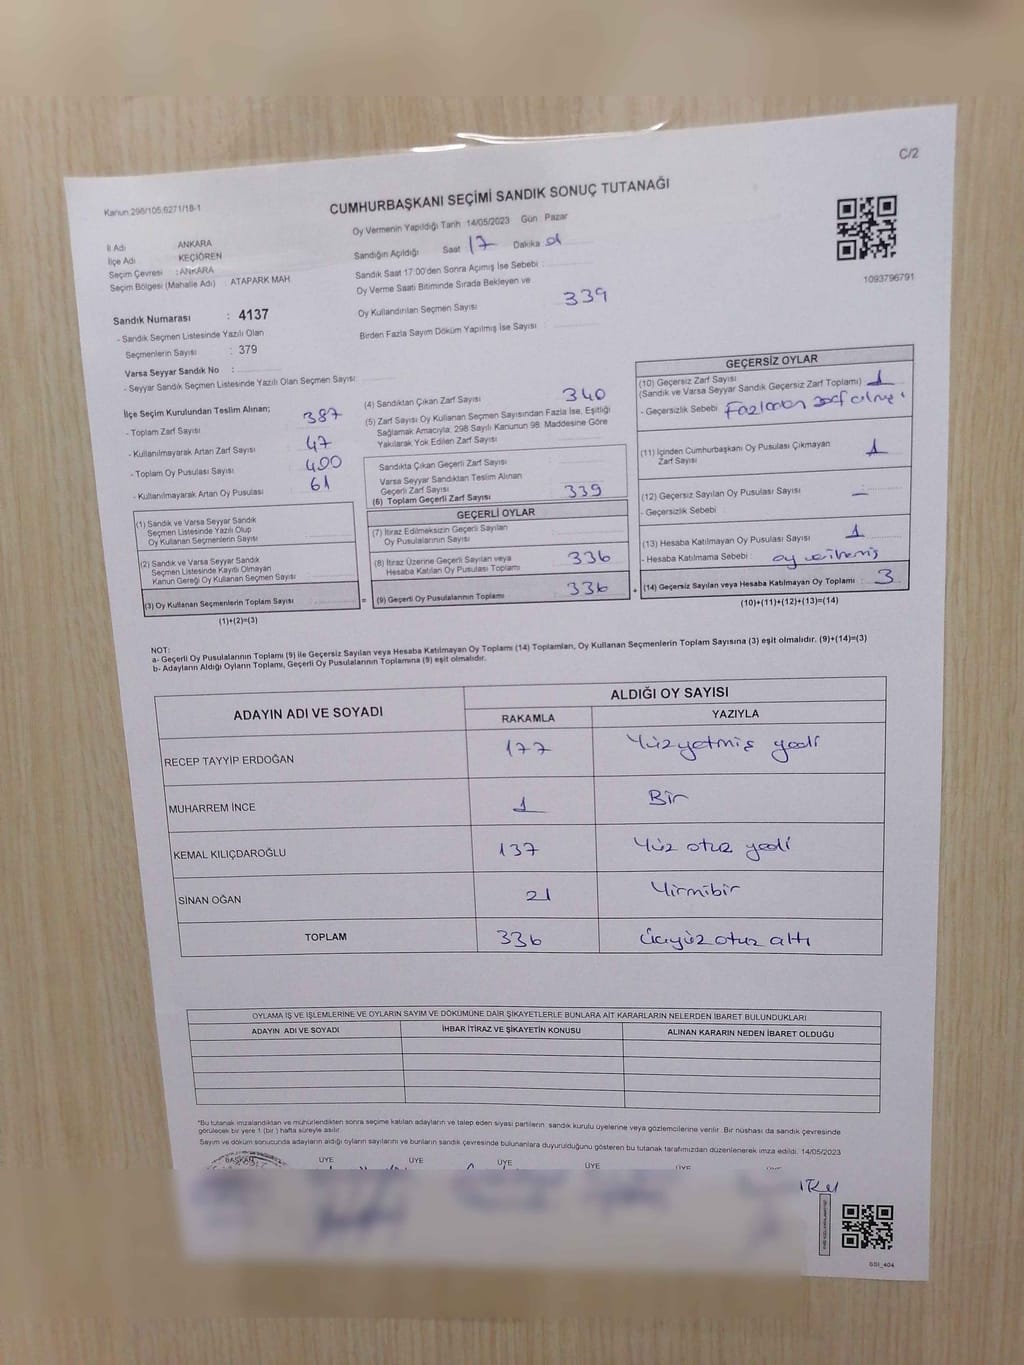 C/2
Kanun.298/105.6271/18-1
CUMHURBAŞKANI SEÇİMİ SANDIK SONUÇ TUTANAĞI
Oy Vermenin Yapıldığı Tarih 14/05/2023 Gün Pazar
İl Adı ANKARA
İlçe Adı KEÇİÖREN
Seçim Çevresi : ANKARA
Seçim Bölgesi (Mahalle Adı) : ATAPARK MAH
Sandığın Açıldığı Saat 17 Dakika
Sandık Saat 17:00'den Sonra Açımış İse Sebebi :
Oy Verme Saati Bitiminde Sırada Bekleyen ve
Oy Kullandırılan Seçmen Sayısı 339
Birden Fazla Sayım Döküm Yapılmış İse Sayısı :
1093796791
Sandık Numarası : 4137
- Sandık Seçmen Listesinde Yazılı Olan
Seçmenlerin Sayısı : 379
Varsa Seyyar Sandık No :
- Seyyar Sandık Seçmen Listesinde Yazılı Olan Seçmen Sayısı :
İlçe Seçim Kurulundan Teslim Alınan;
- Toplam Zarf Sayısı 387
- Kullanılmayarak Artan Zarf Sayısı 47
- Toplam Oy Pusulası Sayısı 400
- Kullanılmayarak Artan Oy Pusulası 61
(4) Sandıktan Çıkan Zarf Sayısı 340
(5) Zarf Sayısı Oy Kullanan Seçmen Sayısından Fazla İse, Eşitliği
Sağlamak Amacıyla; 298 Sayılı Kanunun 98. Maddesine Göre
Yakılarak Yok Edilen Zarf Sayısı
Sandıkta Çıkan Geçerli Zarf Sayısı
Varsa Seyyar Sandıktan Teslim Alınan
Geçerli Zarf Sayısı
(6) Toplam Geçerli Zarf Sayısı 339
GEÇERSİZ OYLAR
(10) Geçersiz Zarf Sayısı
(Sandık ve Varsa Seyyar Sandık Geçersiz Zarf Toplamı) 1
- Geçersizlik Sebebi Fazladan zarf
(11) İçinden Cumhurbaşkanı Oy Pusulası Çıkmayan
Zarf Sayısı 1
(12) Geçersiz Sayılan Oy Pusulası Sayısı —
- Geçersizlik Sebebi :
(13) Hesaba Katılmayan Oy Pusulası Sayısı 1
- Hesaba Katılmama Sebebi : oy
(14) Geçersiz Sayılan veya Hesaba Katılmayan Oy Toplamı : 3
(10)+(11)+(12)+(13)=(14)
(1) Sandık ve Varsa Seyyar Sandık
Seçmen Listesinde Yazılı Olup
Oy Kullanan Seçmenlerin Sayısı
(2) Sandık ve Varsa Seyyar Sandık
Seçmen Listesinde Kayıtlı Olmayan
Kanun Gereği Oy Kullanan Seçmen Sayısı
(3) Oy Kullanan Seçmenlerin Toplam Sayısı
(1)+(2)=(3)
=
GEÇERLİ OYLAR
(7) İtiraz Edilmeksizin Geçerli Sayılan
Oy Pusulalarının Sayısı
(8) İtiraz Üzerine Geçerli Sayılan veya
Hesaba Katılan Oy Pusulası Toplamı 336
(9) Geçerli Oy Pusulalarının Toplamı 336
+
NOT:
a- Geçerli Oy Pusulalarının Toplamı (9) ile Geçersiz Sayılan veya Hesaba Katılmayan Oy Toplamı (14) Toplamları, Oy Kullanan Seçmenlerin Toplam Sayısına (3) eşit olmalıdır. (9)+(14)=(3)
b- Adayların Aldığı Oyların Toplamı, Geçerli Oy Pusulalarının Toplamına (9) eşit olmalıdır.
ADAYIN ADI VE SOYADI ALDIĞI OY SAYISI
RAKAMLA YAZIYLA
RECEP TAYYİP ERDOĞAN 177 Yüzyetmiş yedi
MUHARREM İNCE 1 Bir
KEMAL KILIÇDAROĞLU 137 Yüz otuz yedi
SİNAN OĞAN 21 Yirmibir
TOPLAM 336 Üçyüz otuz altı
OYLAMA İŞ VE İŞLEMLERİNE VE OYLARIN SAYIM VE DÖKÜMÜNE DAİR ŞİKAYETLERLE BUNLARA AİT KARARLARIN NELERDEN İBARET BULUNDUKLARI
ADAYIN ADI VE SOYADI İHBAR İTİRAZ VE ŞİKAYETİN KONUSU ALINAN KARARIN NEDEN İBARET OLDUĞU
*Bu tutanak imzalandıktan ve mühürlendikten sonra seçime katılan adayların ve talep eden siyasi partilerin sandık kurulu üyelerine veya gözlemcilerine verilir. Bir nüshası da sandık çevresinde
görülecek bir yere 1 (bir) hafta süreyle asılır.
Sayım ve döküm sonucunda adayların aldığı oyların sayılarını ve bunların sandık çevresinde bulunanlara duyurulduğunu gösteren bu tutanak tarafımızdan düzenlenerek imza edildi. 14/05/2023
BAŞKAN ÜYE ÜYE ÜYE ÜYE ÜYE
SSI_404